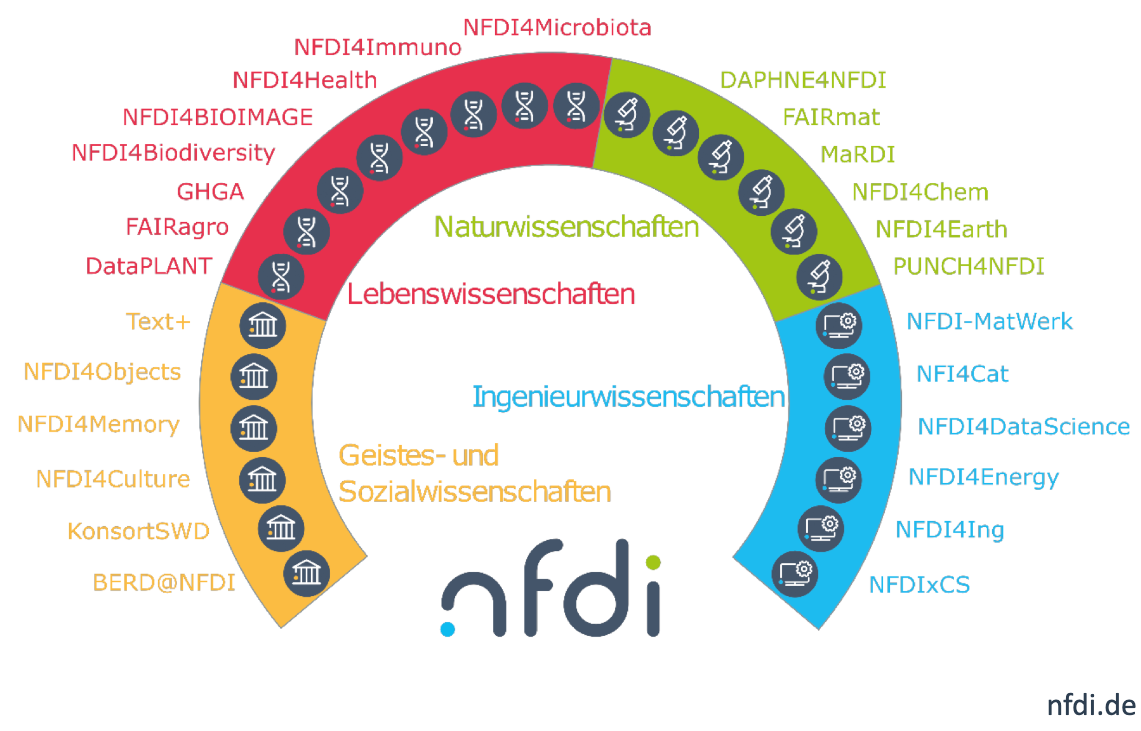 NFDI4Microbiota
NFDI4Immuno
NFDI4Health
NFDI4BIOIMAGE
NFDI4Biodiversity
GHGA
FAIRagro
DataPLANT
Text+
NFDI4Objects
NFDI4Memory
NFDI4Culture
KonsortSWD
BERD@NFDI
DAPHNE4NFDI
FAIRmat
MaRDI
NFDI4Chem
NFDI4Earth
PUNCH4NFDI
NFDI-MatWerk
NFI4Cat
NFDI4DataScience
NFDI4Energy
NFDI4Ing
NFDIxCS
Naturwissenschaften
Lebenswissenschaften
Ingenieurwissenschaften
Geistes- und
Sozialwissenschaften
nfdi
nfdi.de